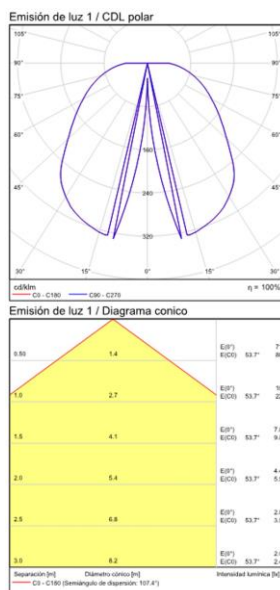 Emisión de luz 1 / CDL polar
105° 105°
90° 90°
75° 75°
60° 60°
160
45° 45°
240
320
30° 15° 0° 15° 30°
cd/klm η = 100%
C0 - C180 C90 - C270
Emisión de luz 1 / Diagrama conico
0.50 1.4 E(0°)
E(C0) 53.7°
1.0 2.7 E(0°)
E(C0) 53.7°
1.5 4.1 E(0°)
E(C0) 53.7°
2.0 5.4 E(0°)
E(C0) 53.7°
2.5 6.8 E(0°)
E(C0) 53.7°
3.0 8.2 E(0°)
E(C0) 53.7°
Separación [m] Diámetro cónico [m] Intensidad lumínica [lx]
C0 - C180 (Semiángulo de dispersión: 107.4°)